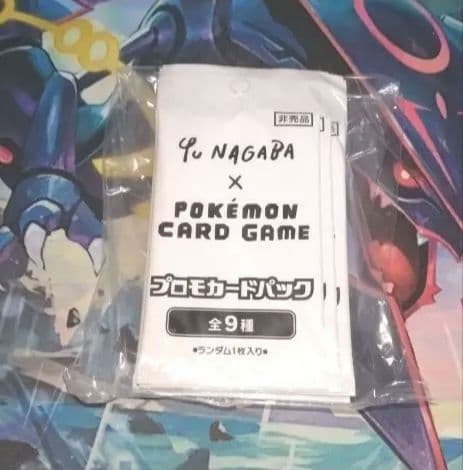 非売品
Yu NAGABA
×
POKÉMON
CARD GAME
プロモカードパック
全9種
●ランダム1枚入り●